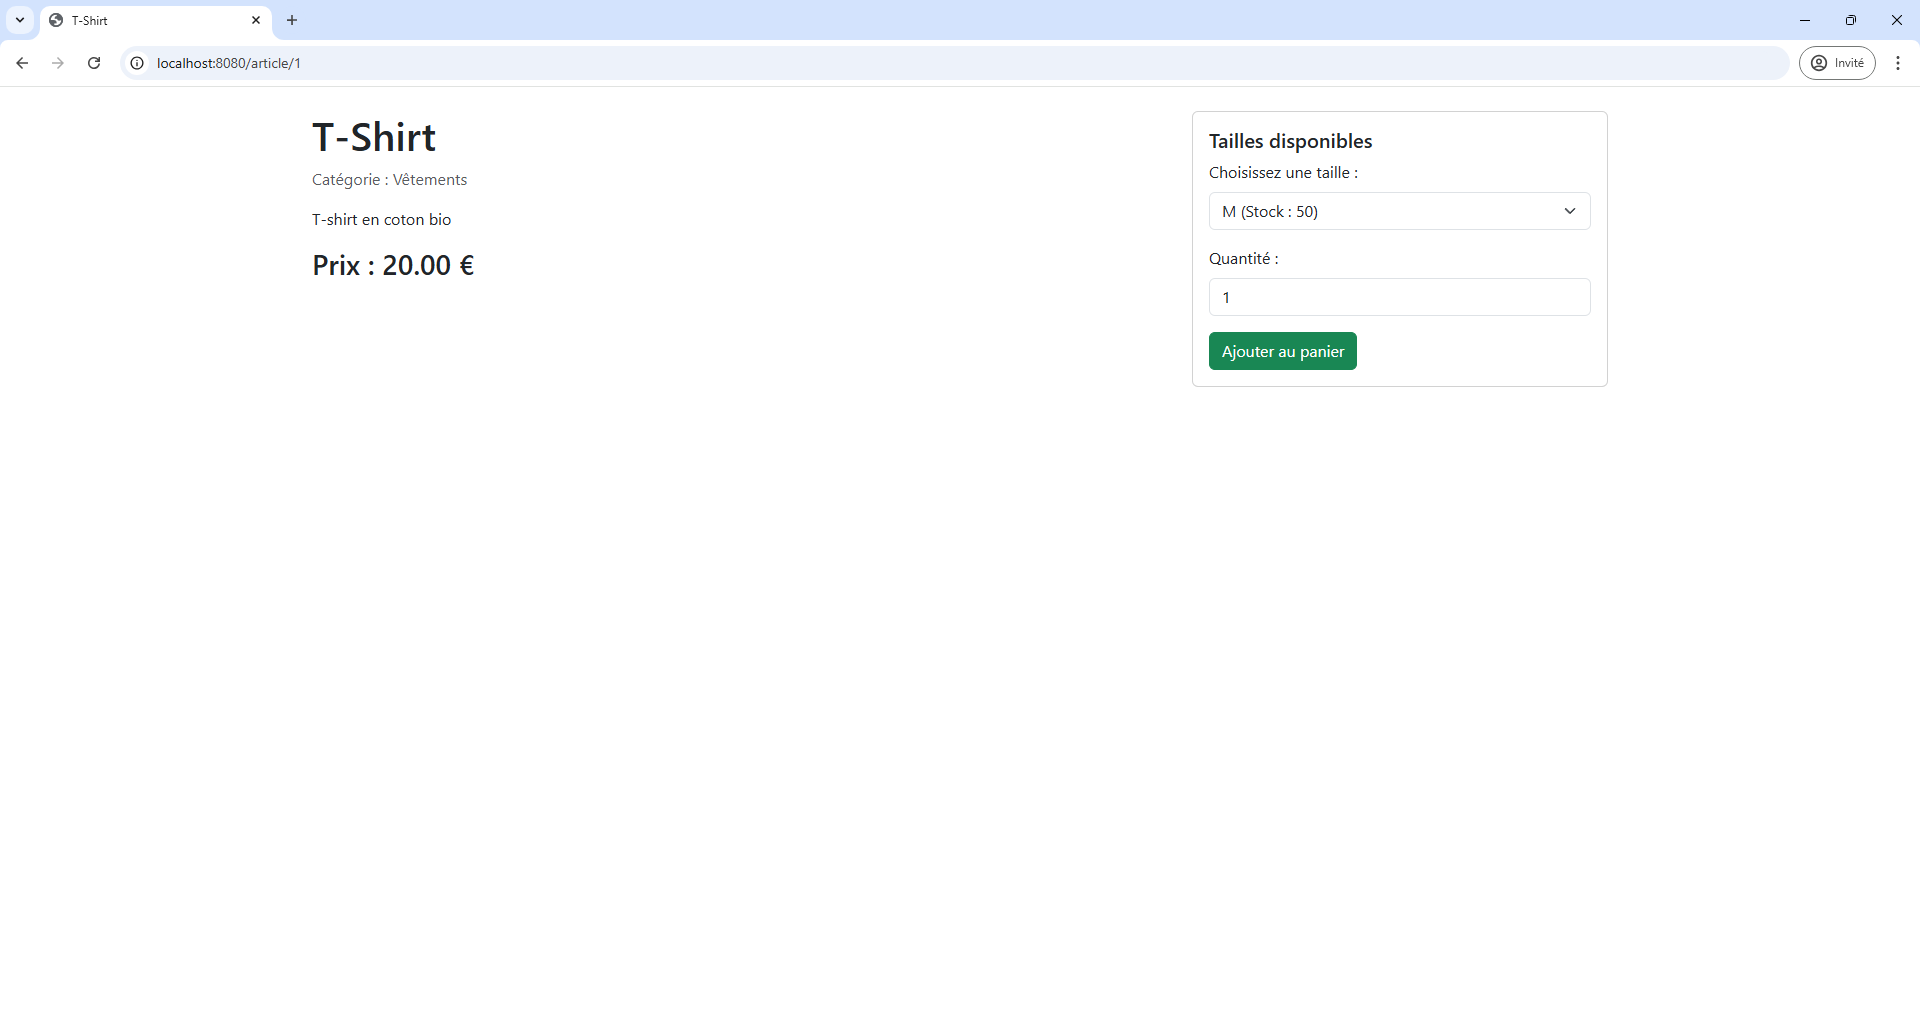 T-Shirt
localhost:8080/article/1
Invité
T-Shirt
Catégorie : Vêtements
T-shirt en coton bio
Prix : 20.00 €
Tailles disponibles
Choisissez une taille :
M (Stock : 50)
Quantité :
1
Ajouter au panier